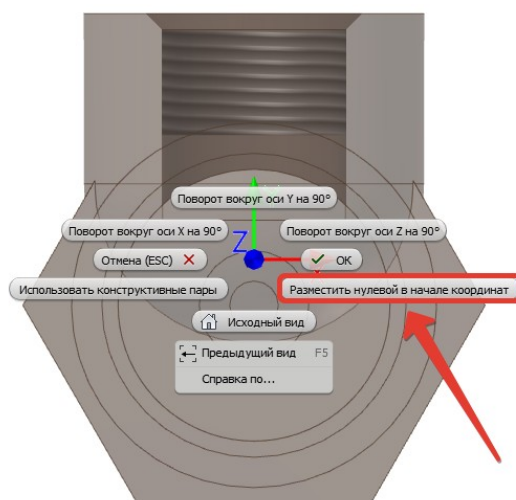 Поворот вокруг оси Y на 90°
Поворот вокруг оси X на 90°
Поворот вокруг оси Z на 90°
Z
Отмена (ESC)
OK
Использовать конструктивные пары
Разместить нулевой в начале координат
Исходный вид
Предыдущий вид F5
Справка по...